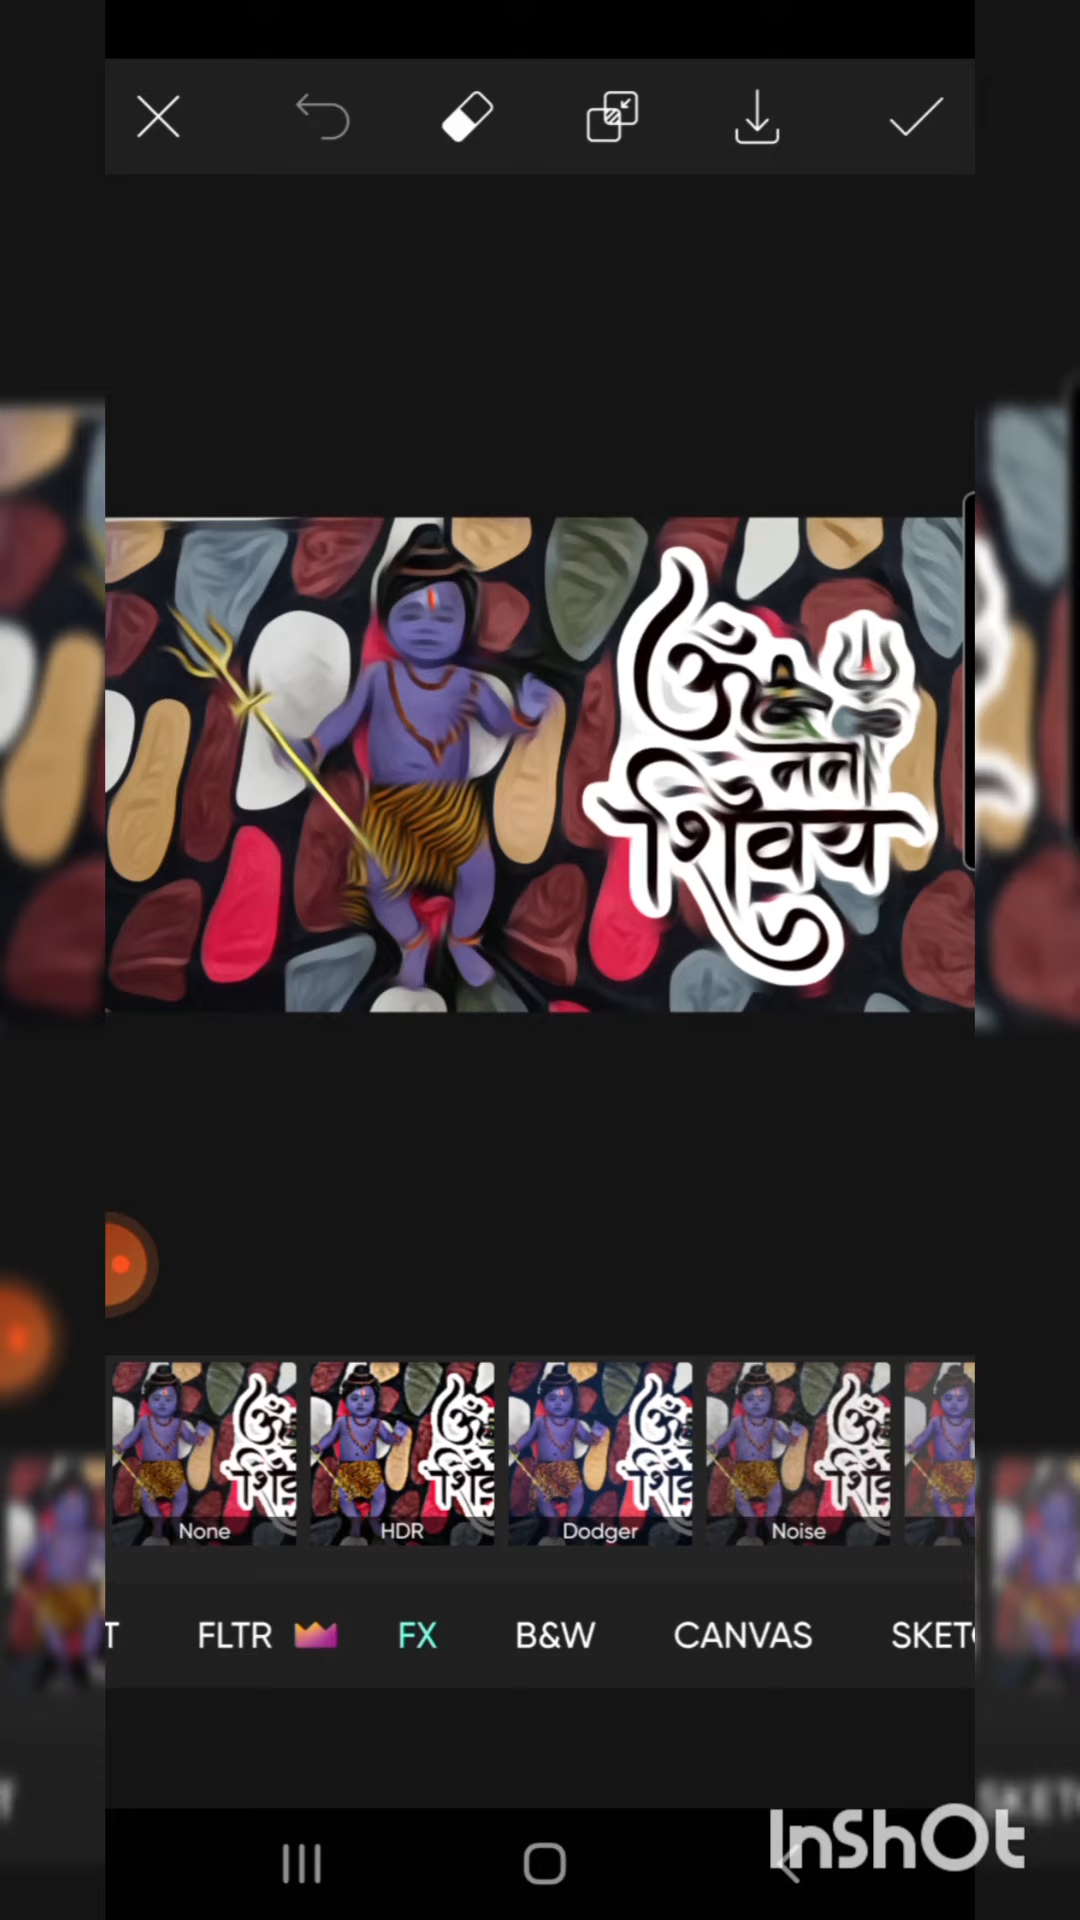 ॐ
नमः
शिवाय
None HDR Dodger Noise
FLTR FX B&W CANVAS
InShOt